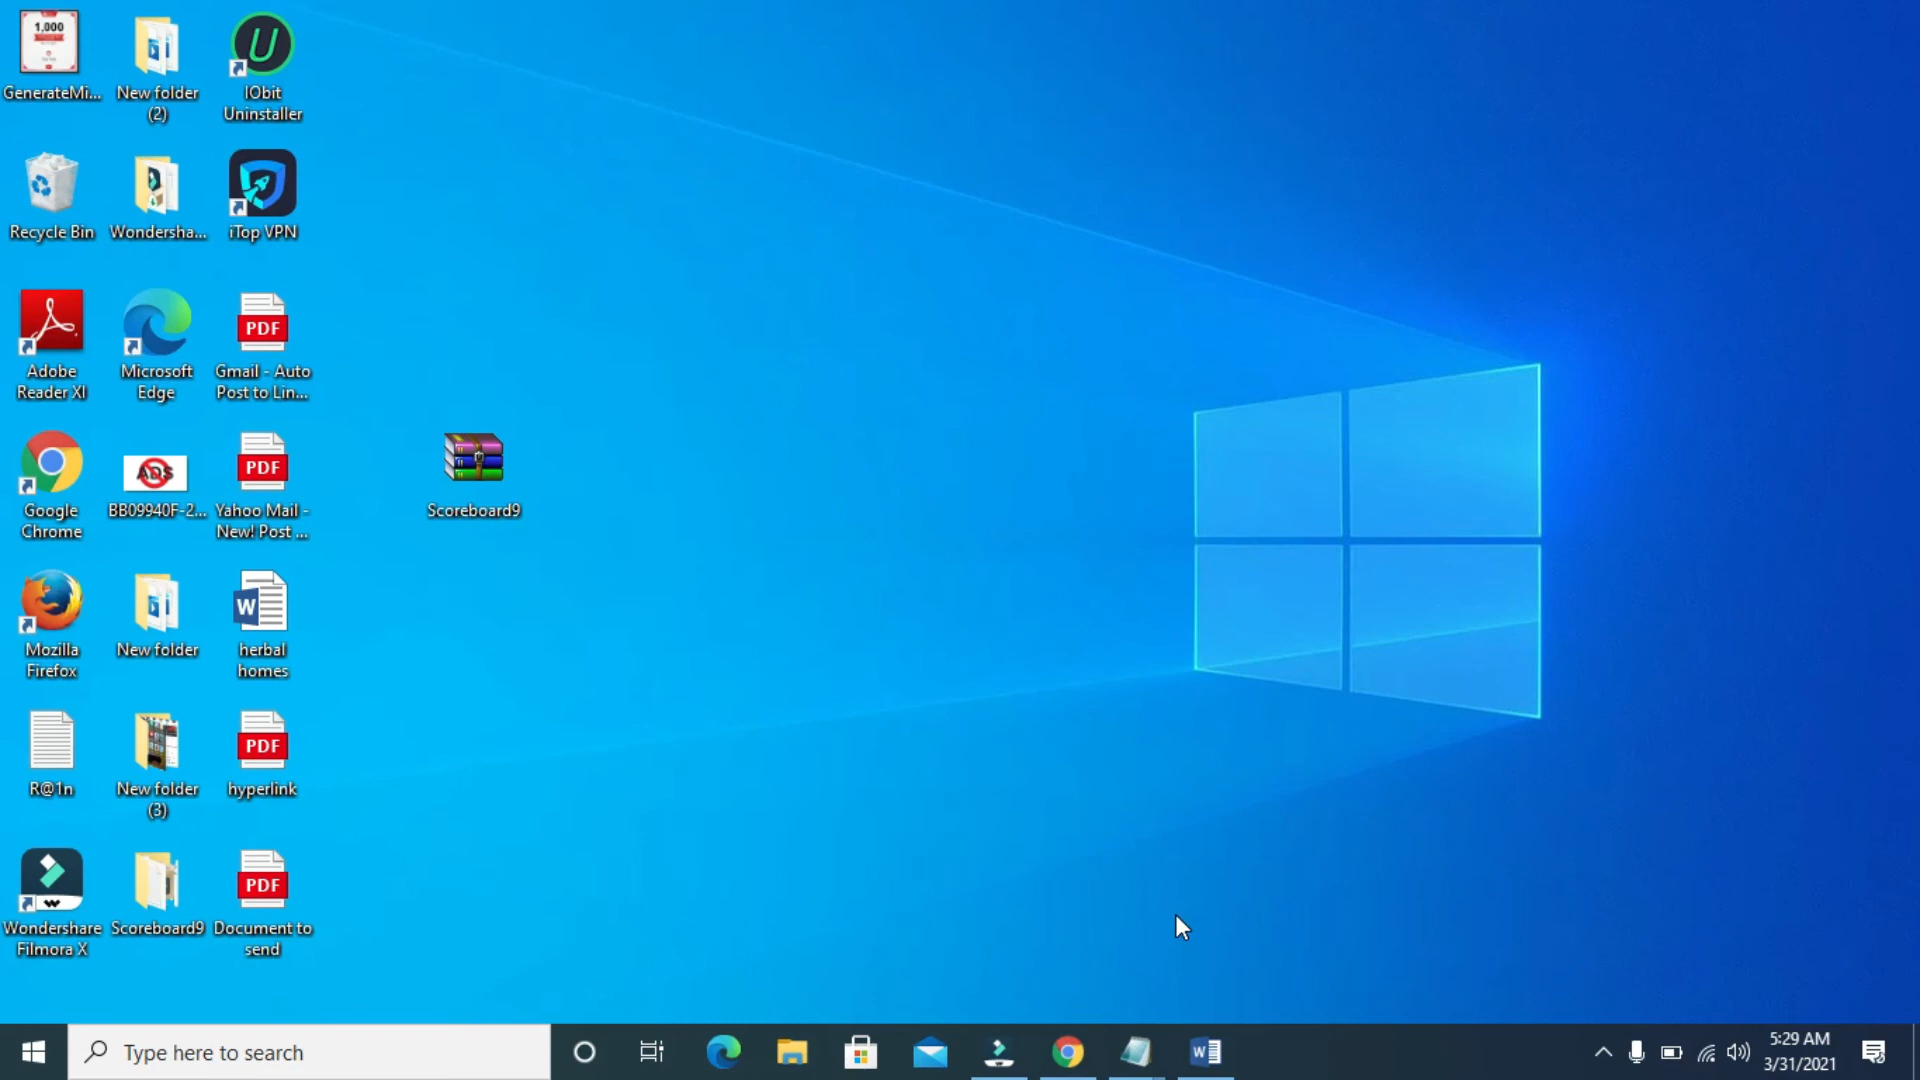 1,000
GenerateMi...
New folder
(2)
U
IObit
Uninstaller
Recycle Bin
Wondersha...
iTop VPN
Adobe
Reader XI
Microsoft
Edge
PDF
Gmail - Auto
Post to Lin...
Google
Chrome
ADS
BB09940F-2...
PDF
Yahoo Mail -
New! Post ...
Scoreboard9
Mozilla
Firefox
New folder
W
herbal
homes
R@1n
New folder
(3)
PDF
hyperlink
Wondershare
Filmora X
Scoreboard9
PDF
Document to
send
Type here to search
W
5:29 AM
3/31/2021